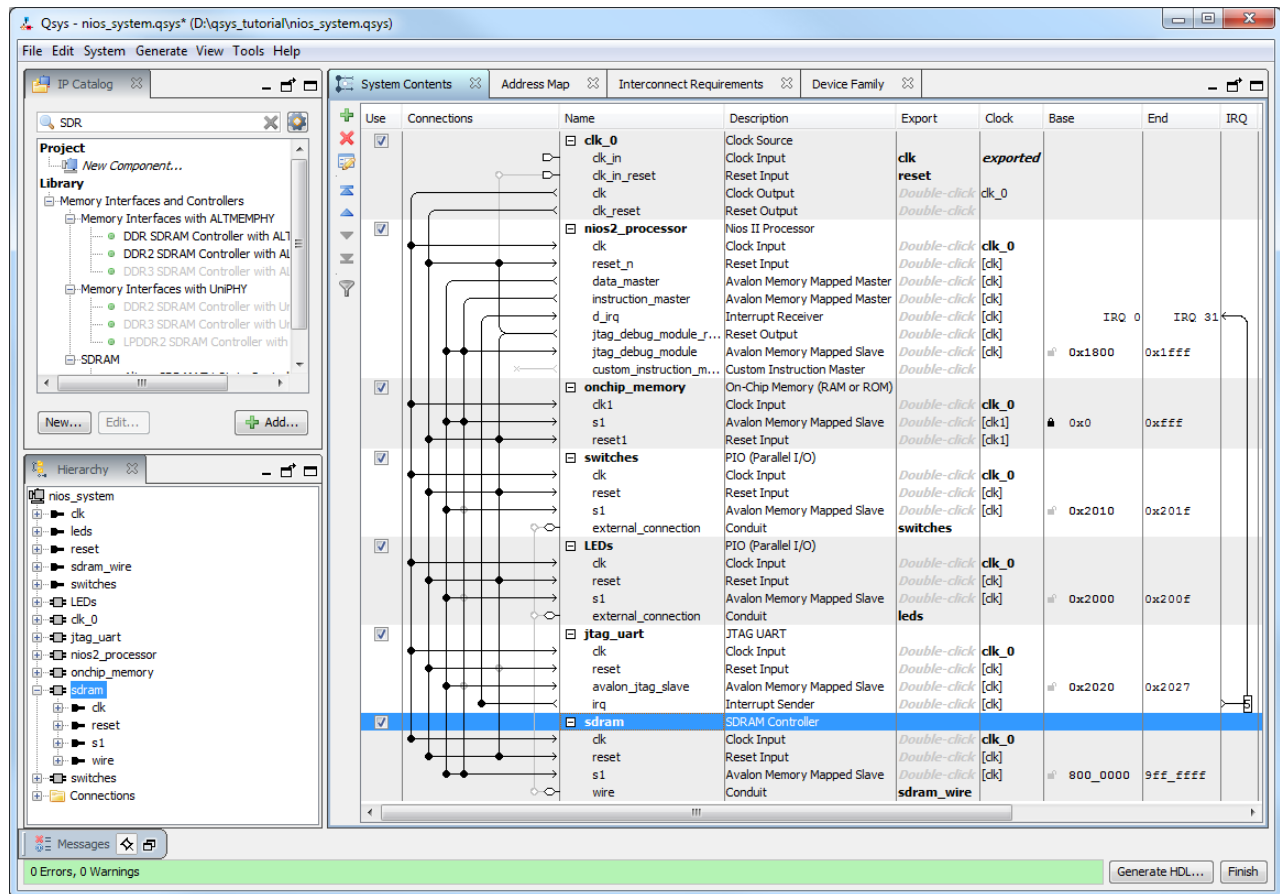 Qsys - nios_system.qsys* (D:\qsys_tutorial\nios_system.qsys)
File Edit System Generate View Tools Help
IP Catalog
SDR
Project
New Component...
Library
Memory Interfaces and Controllers
Memory Interfaces with ALTMEMPHY
DDR SDRAM Controller with ALT
DDR2 SDRAM Controller with AL
DDR3 SDRAM Controller with AL
Memory Interfaces with UniPHY
DDR2 SDRAM Controller with Un
DDR3 SDRAM Controller with Un
LPDDR2 SDRAM Controller with
SDRAM
New... Edit... Add...
Hierarchy
nios_system
clk
leds
reset
sdram_wire
switches
LEDs
clk_0
jtag_uart
nios2_processor
onchip_memory
sdram
clk
reset
s1
wire
switches
Connections
System Contents Address Map Interconnect Requirements Device Family
Use Connections Name Description Export Clock Base End IRQ
clk_0 Clock Source
clk_in Clock Input clk exported
clk_in_reset Reset Input reset
clk Clock Output Double-click clk_0
clk_reset Reset Output Double-click
nios2_processor Nios II Processor
clk Clock Input Double-click clk_0
reset_n Reset Input Double-click [clk]
data_master Avalon Memory Mapped Master Double-click [clk]
instruction_master Avalon Memory Mapped Master Double-click [clk]
d_irq Interrupt Receiver Double-click [clk] IRQ 0 IRQ 31
jtag_debug_module_r... Reset Output Double-click [clk]
jtag_debug_module Avalon Memory Mapped Slave Double-click [clk] 0x1800 0x1fff
custom_instruction_m... Custom Instruction Master Double-click
onchip_memory On-Chip Memory (RAM or ROM)
clk1 Clock Input Double-click clk_0
s1 Avalon Memory Mapped Slave Double-click [clk1] 0x0 0xfff
reset1 Reset Input Double-click [clk1]
switches PIO (Parallel I/O)
clk Clock Input Double-click clk_0
reset Reset Input Double-click [clk]
s1 Avalon Memory Mapped Slave Double-click [clk] 0x2010 0x201f
external_connection Conduit switches
LEDs PIO (Parallel I/O)
clk Clock Input Double-click clk_0
reset Reset Input Double-click [clk]
s1 Avalon Memory Mapped Slave Double-click [clk] 0x2000 0x200f
external_connection Conduit leds
jtag_uart JTAG UART
clk Clock Input Double-click clk_0
reset Reset Input Double-click [clk]
avalon_jtag_slave Avalon Memory Mapped Slave Double-click [clk] 0x2020 0x2027
irq Interrupt Sender Double-click [clk] 5
sdram SDRAM Controller
clk Clock Input Double-click clk_0
reset Reset Input Double-click [clk]
s1 Avalon Memory Mapped Slave Double-click [clk] 800_0000 9ff_ffff
wire Conduit sdram_wire
Messages
0 Errors, 0 Warnings
Generate HDL... Finish